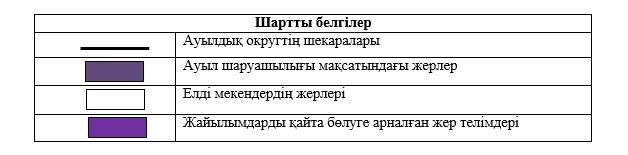 Шартты белгілер
Ауылдық округтің шекаралары
Ауыл шаруашылығы мақсатындағы жерлер
Елді мекендердің жерлері
Жайылымдарды қайта бөлуге арналған жер телімдері